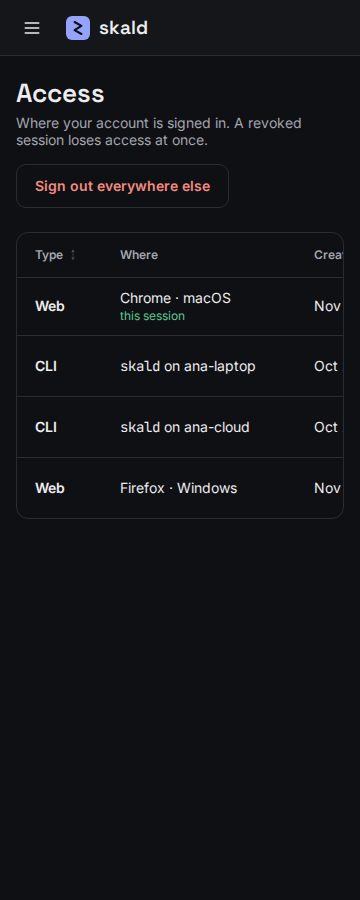 skald
Access
Where your account is signed in. A revoked
session loses access at once.
Sign out everywhere else
Type Where
Web Chrome · macOS Nov
this session
CLI skald on ana-laptop Oct
CLI skald on ana-cloud Oct
Web Firefox · Windows Nov